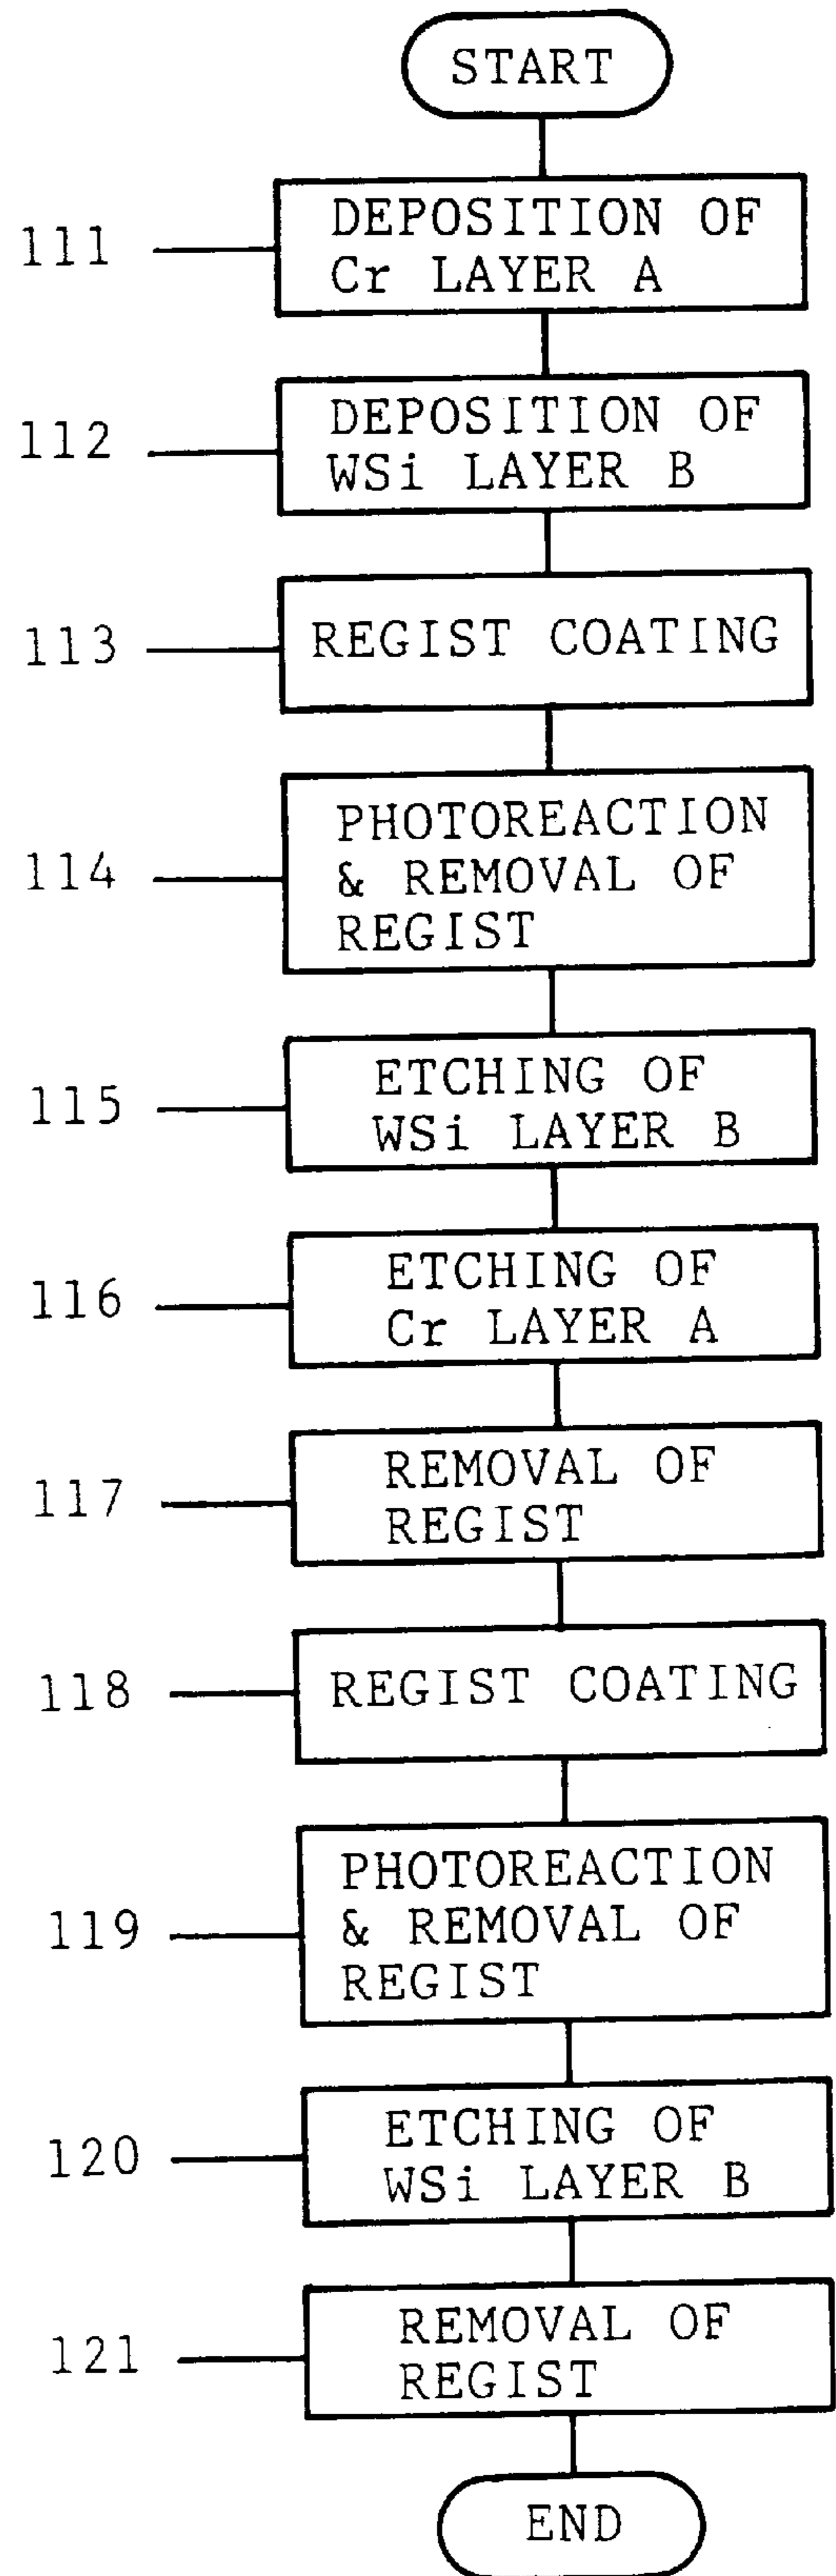 START
111
DEPOSITION OF
Cr LAYER A
112
DEPOSITION OF
WSi LAYER B
113
REGIST COATING
114
PHOTOREACTION
& REMOVAL OF
REGIST
115
ETCHING OF
WSi LAYER B
116
ETCHING OF
Cr LAYER A
117
REMOVAL OF
REGIST
118
REGIST COATING
119
PHOTOREACTION
& REMOVAL OF
REGIST
120
ETCHING OF
WSi LAYER B
121
REMOVAL OF
REGIST
END